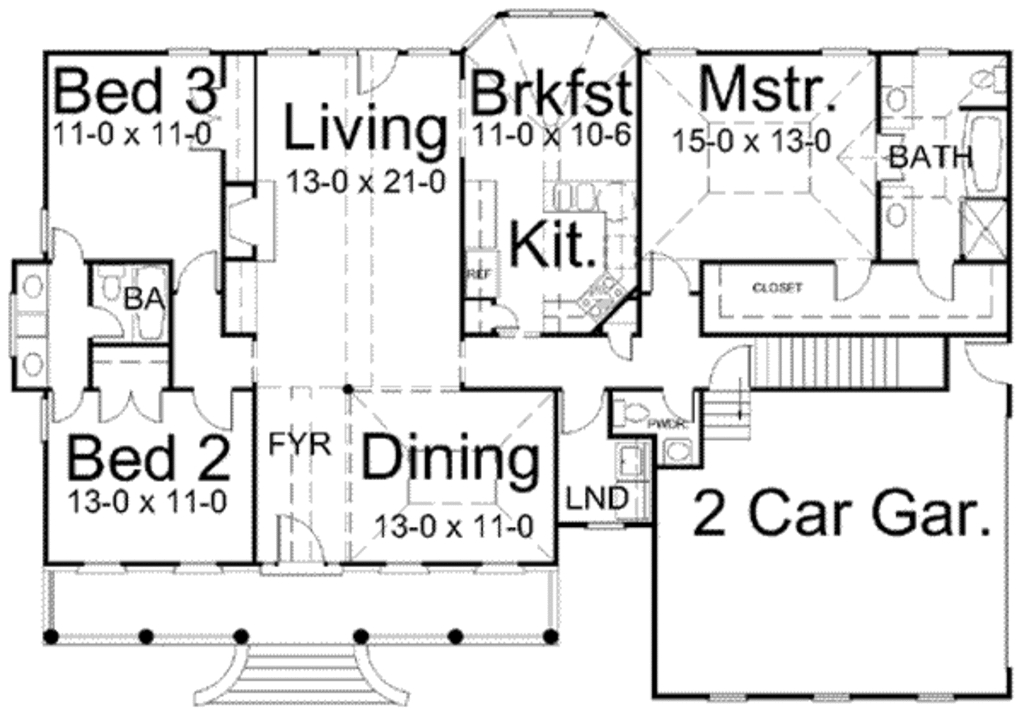 Bed 3
11-0 x 11-0
Living
13-0 x 21-0
Brkfst
11-0 x 10-6
Mstr.
15-0 x 13-0
BATH
Kit.
REF
CLOSET
BA
Bed 2
13-0 x 11-0
FYR
Dining
13-0 x 11-0
PWDR.
LND
2 Car Gar.